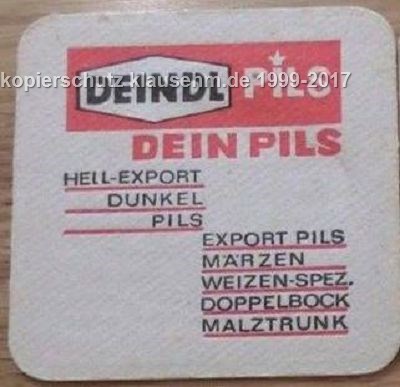 kopierschutz klausehm.de 1999-2017
DEINDL PILS
DEIN PILS
HELL-EXPORT
DUNKEL
PILS
EXPORT PILS
MÄRZEN
WEIZEN-SPEZ.
DOPPELBOCK
MALZTRUNK